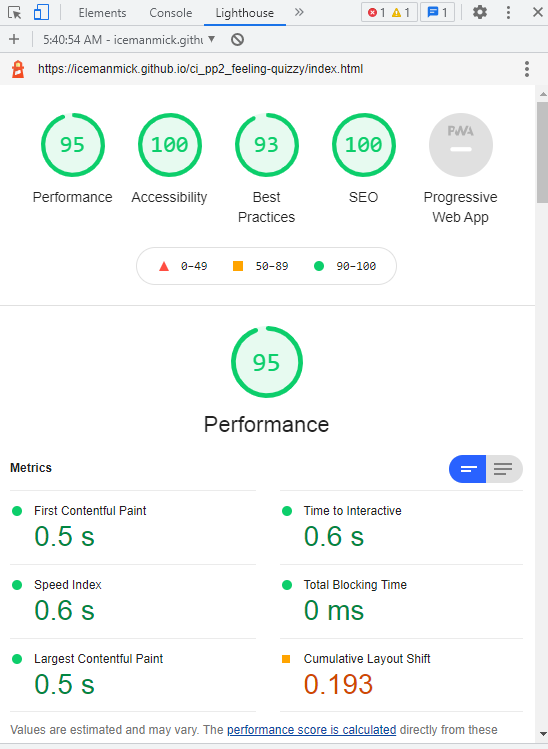 Elements Console Lighthouse » 1 1 1
+ 5:40:54 AM - icemanmick.githu
https://icemanmick.github.io/ci_pp2_feeling-quizzy/index.html
95 100 93 100 PWA
Performance Accessibility Best Practices SEO Progressive Web App
0–49 50–89 90–100
95
Performance
Metrics
First Contentful Paint
0.5 s
Time to Interactive
0.6 s
Speed Index
0.6 s
Total Blocking Time
0 ms
Largest Contentful Paint
0.5 s
Cumulative Layout Shift
0.193
Values are estimated and may vary. The performance score is calculated directly from these